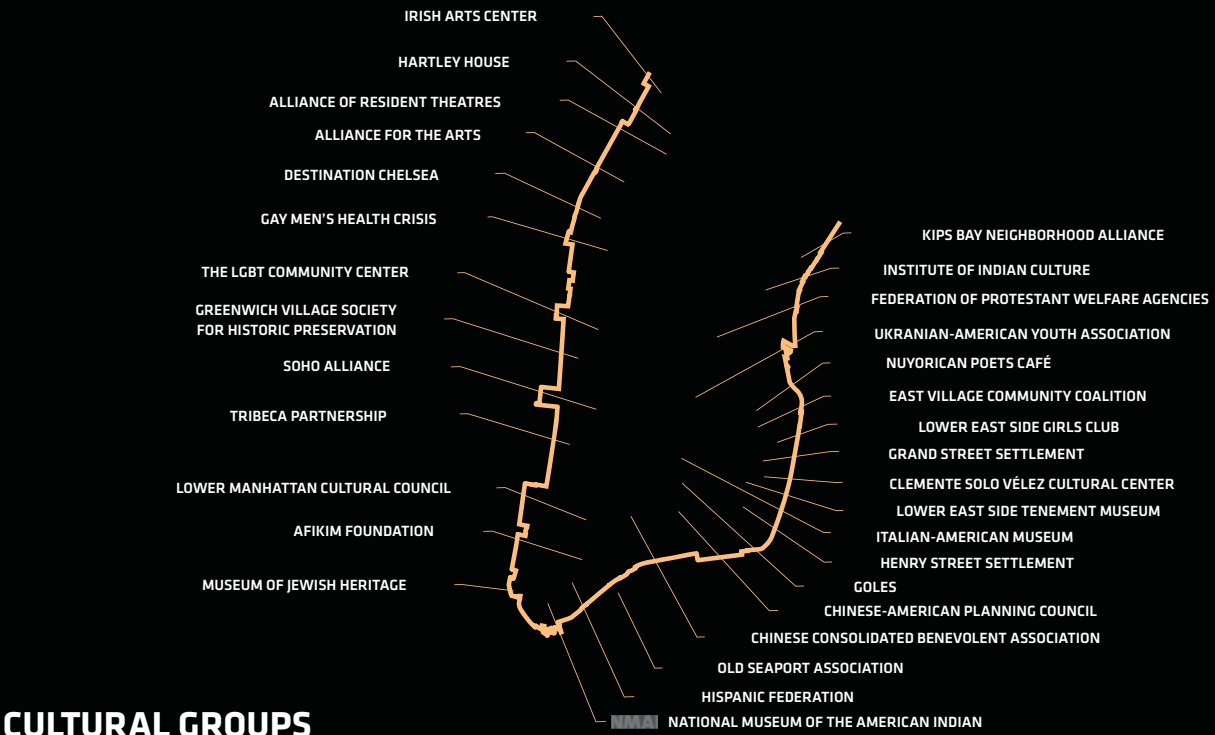 IRISH ARTS CENTER
HARTLEY HOUSE
ALLIANCE OF RESIDENT THEATRES
ALLIANCE FOR THE ARTS
DESTINATION CHELSEA
GAY MEN'S HEALTH CRISIS
THE LGBT COMMUNITY CENTER
GREENWICH VILLAGE SOCIETY
FOR HISTORIC PRESERVATION
SOHO ALLIANCE
TRIBECA PARTNERSHIP
LOWER MANHATTAN CULTURAL COUNCIL
AFIKIM FOUNDATION
MUSEUM OF JEWISH HERITAGE
KIPS BAY NEIGHBORHOOD ALLIANCE
INSTITUTE OF INDIAN CULTURE
FEDERATION OF PROTESTANT WELFARE AGENCIES
UKRANIAN-AMERICAN YOUTH ASSOCIATION
NUYORICAN POETS CAFÉ
EAST VILLAGE COMMUNITY COALITION
LOWER EAST SIDE GIRLS CLUB
GRAND STREET SETTLEMENT
CLEMENTE SOLO VÉLEZ CULTURAL CENTER
LOWER EAST SIDE TENEMENT MUSEUM
ITALIAN-AMERICAN MUSEUM
HENRY STREET SETTLEMENT
GOLES
CHINESE-AMERICAN PLANNING COUNCIL
CHINESE CONSOLIDATED BENEVOLENT ASSOCIATION
OLD SEAPORT ASSOCIATION
HISPANIC FEDERATION
NMAI NATIONAL MUSEUM OF THE AMERICAN INDIAN
CULTURAL GROUPS